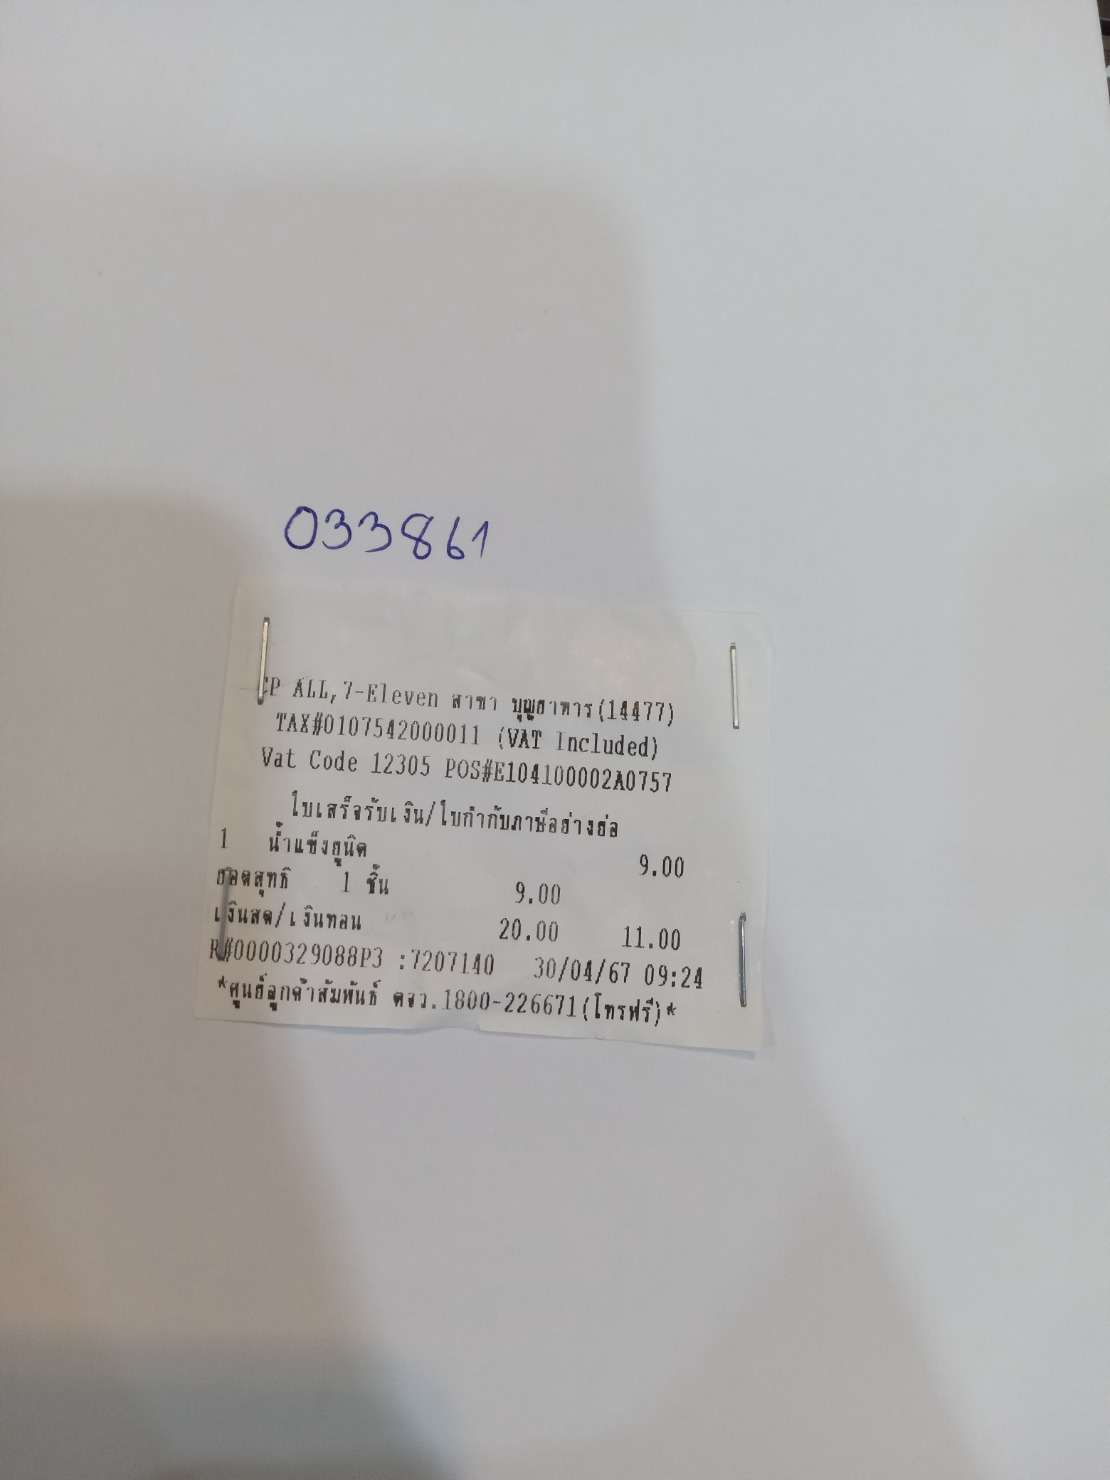 033861
CP ALL,7-Eleven สาขา บุญธาหาร(14477)
TAX#0107542000011 (VAT Included)
Vat Code 12305 POS#E104100002A0757
ใบเสร็จรับเงิน/ใบกำกับภาษีอย่างย่อ
1 น้ำแข็งยูนิต 9.00
ยอดสุทธิ 1 ชิ้น 9.00
เงินสด/เงินทอน 20.00 11.00
R#0000329088P3 :7207140 30/04/67 09:24
*ศูนย์ลูกค้าสัมพันธ์ ตจว.1800-226671(โทรฟรี)*